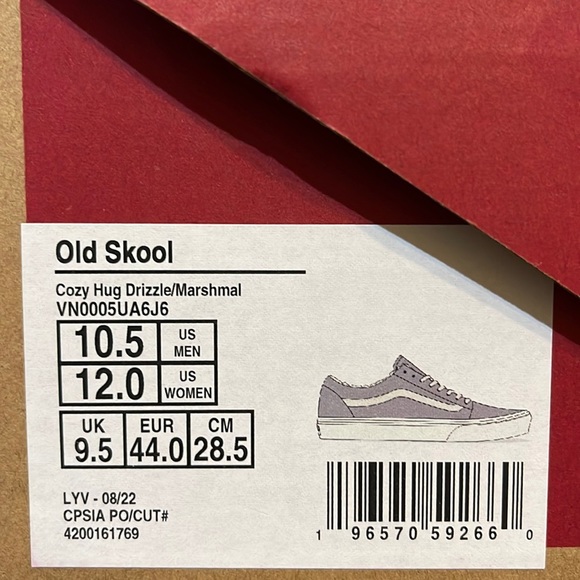 Old Skool
Cozy Hug Drizzle/Marshmal
VN0005UA6J6
10.5 US MEN
12.0 US WOMEN
UK EUR CM
9.5 44.0 28.5
LYV - 08/22
CPSIA PO/CUT#
4200161769
1 96570 59266 0